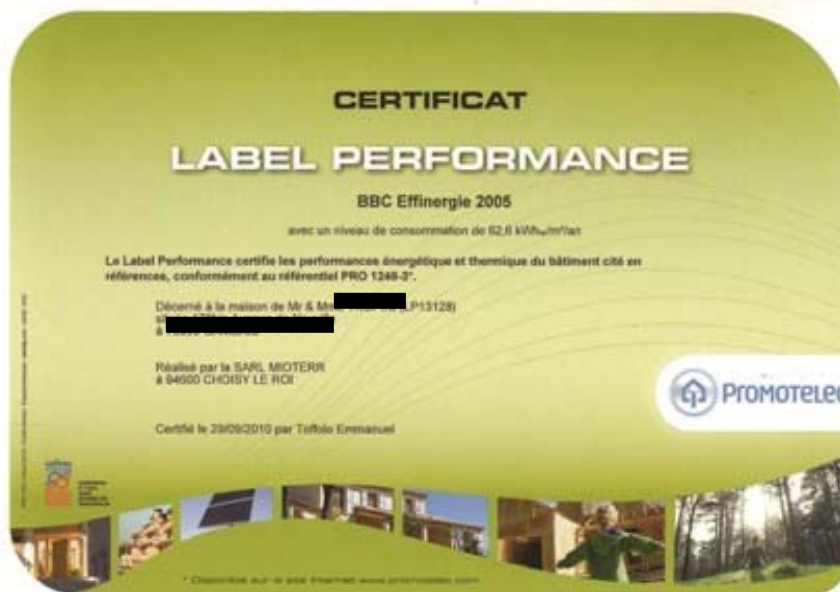 CERTIFICAT
LABEL PERFORMANCE
BBC Effinergie 2005
avec un niveau de consommation de 62,6 kWh/m²/an
Le Label Performance certifie les performances énergétique et thermique du bâtiment cité en
références, conformément au référentiel PRO 1248-3*.
Décerné à la maison de Mr & Mme (LP13128)
à
Réalisé par la SARL MIOTERR
à 94600 CHOISY LE ROI
Certifié le 29/09/2010 par Toffolo Emmanuel
PROMOTELEC
* Disponible sur le site Internet www.promotelec.com